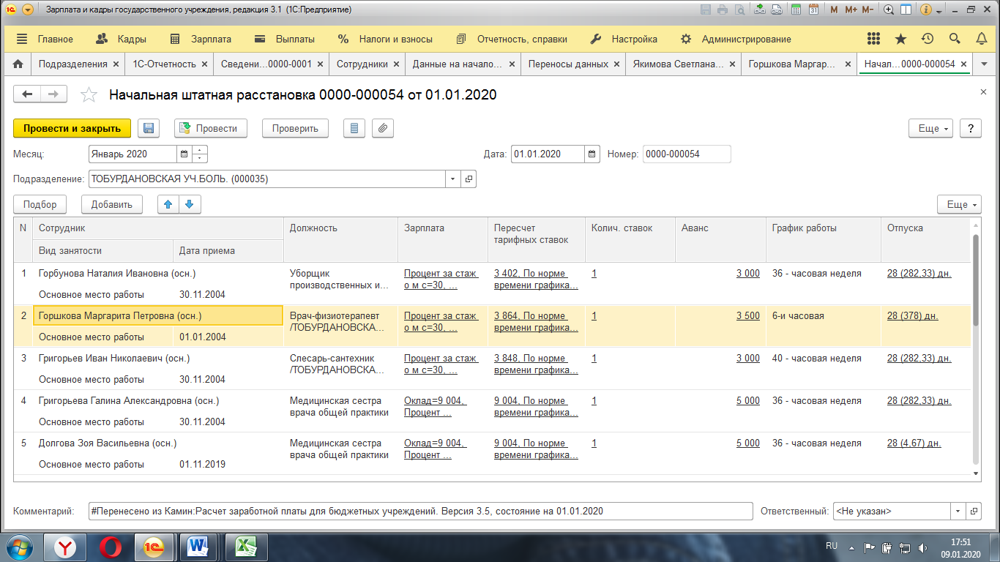 Зарплата и кадры государственного учреждения, редакция 3.1 (1С:Предприятие)
M M+ M-
Главное Кадры Зарплата Выплаты Налоги и взносы Отчетность, справки Настройка Администрирование
Подразделения × 1С-Отчетность × Сведени...0000-0001 × Сотрудники × Данные на начало... × Переносы данных × Якимова Светлана... × Горшкова Маргар... × Начал...0000-000054 ×
Начальная штатная расстановка 0000-000054 от 01.01.2020
Провести и закрыть Провести Проверить Еще ?
Месяц: Январь 2020 Дата: 01.01.2020 Номер: 0000-000054
Подразделение: ТОБУРДАНОВСКАЯ УЧ.БОЛЬ. (000035)
Подбор Добавить Еще
N Сотрудник Должность Зарплата Пересчет Колич. ставок Аванс График работы Отпуска
тарифных ставок
Вид занятости Дата приема
1 Горбунова Наталия Ивановна (осн.) Уборщик Процент за стаж 3 402, По норме 1 3 000 36 - часовая неделя 28 (282,33) дн.
производственных и... о м с=30, ... времени графика...
Основное место работы 30.11.2004
2 Горшкова Маргарита Петровна (осн.) Врач-физиотерапевт Процент за стаж 3 864, По норме 1 3 500 6-и часовая 28 (378) дн.
/ТОБУРДАНОВСКА... о м с=30, ... времени графика...
Основное место работы 01.01.2004
3 Григорьев Иван Николаевич (осн.) Слесарь-сантехник Процент за стаж 3 848, По норме 1 3 000 40 - часовая неделя 28 (282,33) дн.
/ТОБУРДАНОВСКА... о м с=30, ... времени графика...
Основное место работы 30.11.2004
4 Григорьева Галина Александровна (осн.) Медицинская сестра Оклад=9 004, 9 004, По норме 1 5 000 36 - часовая неделя 28 (282,33) дн.
врача общей практики Процент ... времени графика...
Основное место работы 30.11.2004
5 Долгова Зоя Васильевна (осн.) Медицинская сестра Оклад=9 004, 9 004, По норме 1 5 000 36 - часовая неделя 28 (4,67) дн.
врача общей практики Процент ... времени графика...
Основное место работы 01.11.2019
Комментарий: #Перенесено из Камин:Расчет заработной платы для бюджетных учреждений. Версия 3.5, состояние на 01.01.2020 Ответственный: <Не указан>
RU 17:51
09.01.2020